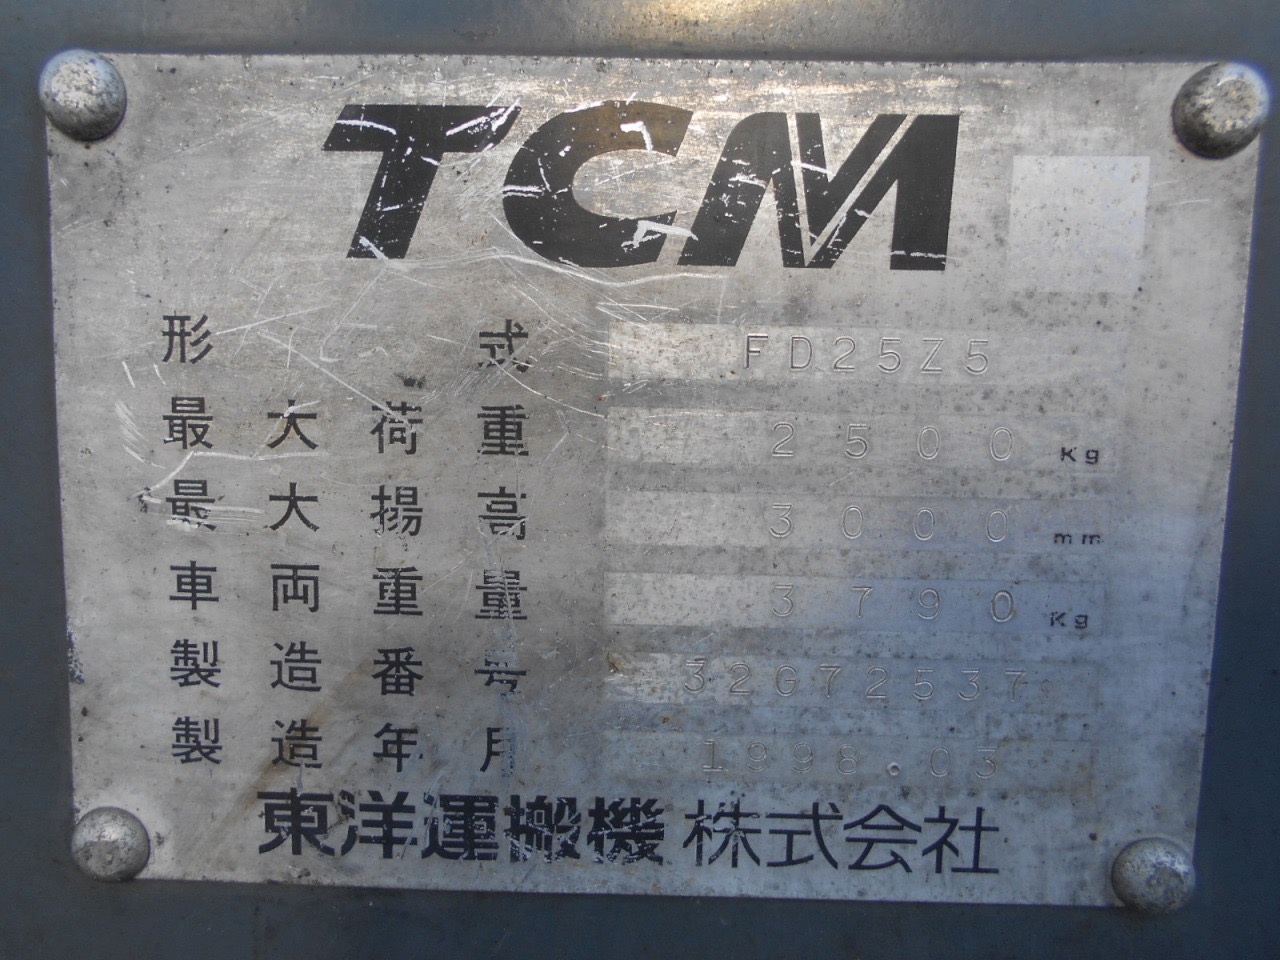 TCM
形式 FD25Z5
最大荷重 2500 Kg
最大揚高 3000 mm
車両重量 3790 Kg
製造番号 32G72537
製造年月 1998.03
東洋運搬機株式会社